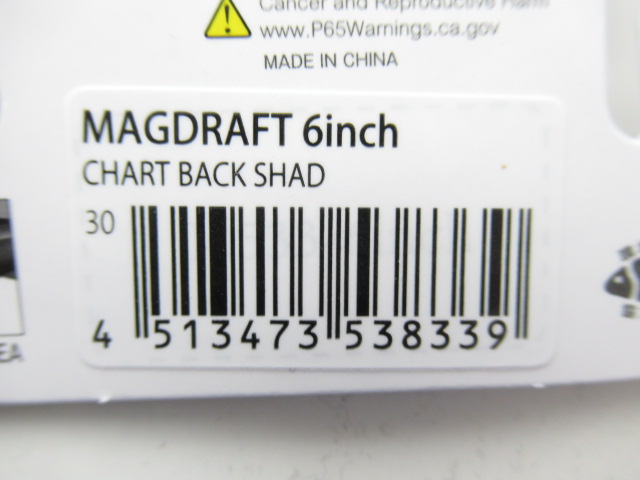 Cancer and Reproductive Harm
www.P65Warnings.ca.gov
MADE IN CHINA
MAGDRAFT 6inch
CHART BACK SHAD
30
4 513473 538339
EA